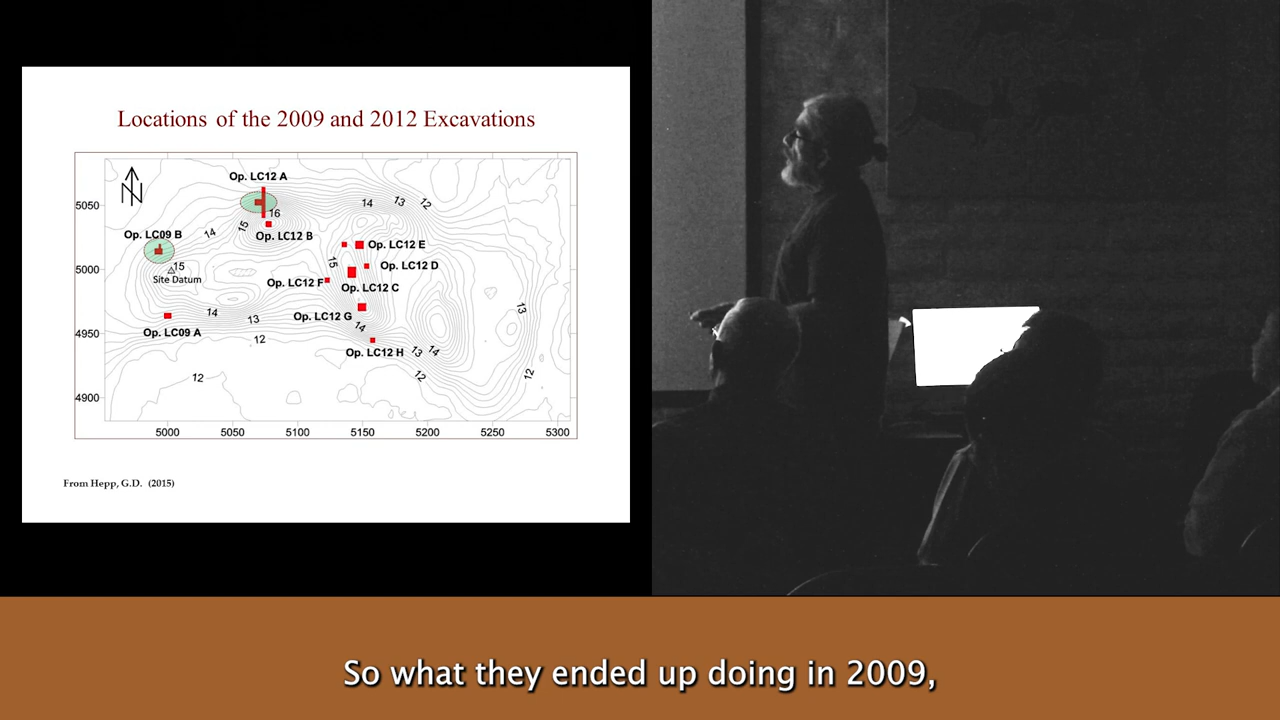 Locations of the 2009 and 2012 Excavations
N
Op. LC12 A
5050
14
13
12
16
15
14
Op. LC09 B
Op. LC12 B
Op. LC12 E
15
Op. LC12 D
5000
15
Site Datum
Op. LC12 F
Op. LC12 C
14
13
Op. LC12 G
13
14
4950
Op. LC09 A
12
Op. LC12 H
13
14
12
12
12
4900
5000
5050
5100
5150
5200
5250
5300
From Hepp, G.D. (2015)
So what they ended up doing in 2009,